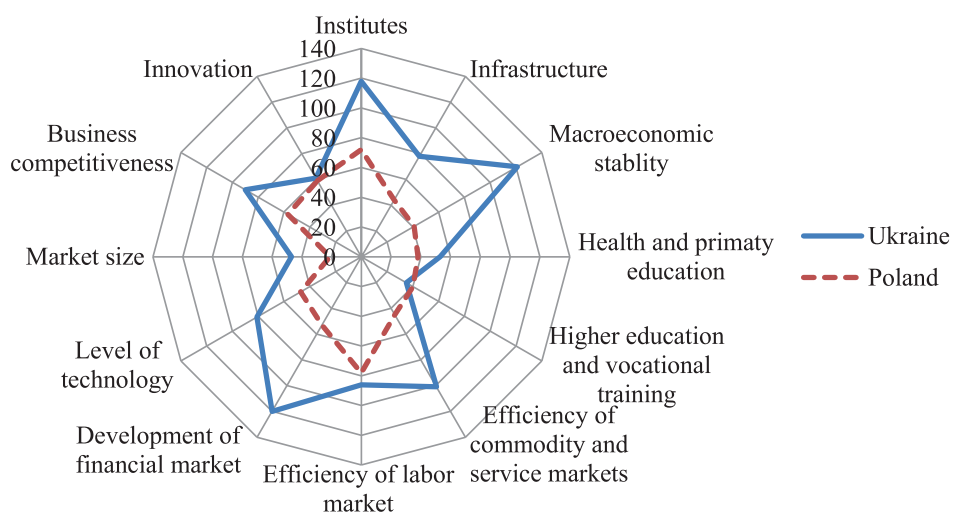 Institutes
140
120
100
80
60
40
20
0
Infrastructure
Macroeconomic
stablity
Health and primaty
education
Higher education
and vocational
training
Efficiency of
commodity and
service markets
Efficiency of labor
market
Development of
financial market
Level of
technology
Market size
Business
competitiveness
Innovation
Ukraine
Poland